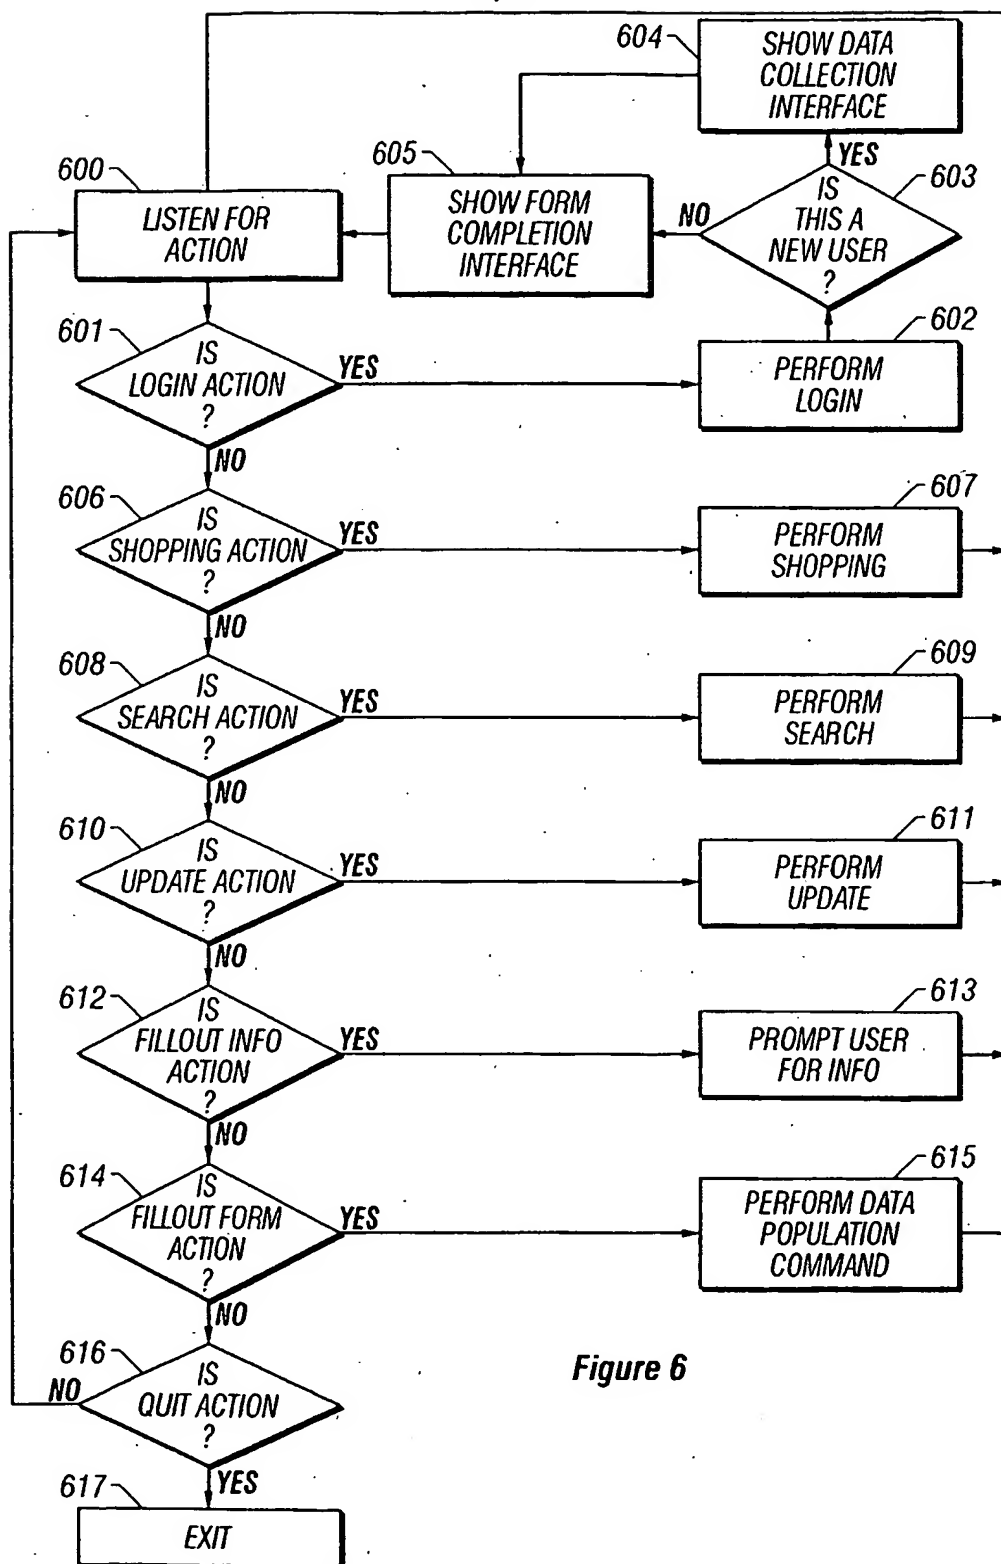 604
SHOW DATA
COLLECTION
INTERFACE
600
LISTEN FOR
ACTION
605
SHOW FORM
COMPLETION
INTERFACE
NO
YES
IS
THIS A
NEW USER
?
603
601
IS
LOGIN ACTION
?
YES
602
PERFORM
LOGIN
NO
606
IS
SHOPPING ACTION
?
YES
607
PERFORM
SHOPPING
NO
608
IS
SEARCH ACTION
?
YES
609
PERFORM
SEARCH
NO
610
IS
UPDATE ACTION
?
YES
611
PERFORM
UPDATE
NO
612
IS
FILLOUT INFO
ACTION
?
YES
613
PROMPT USER
FOR INFO
NO
614
IS
FILLOUT FORM
ACTION
?
YES
615
PERFORM DATA
POPULATION
COMMAND
NO
616
NO
IS
QUIT ACTION
?
Figure 6
YES
617
EXIT